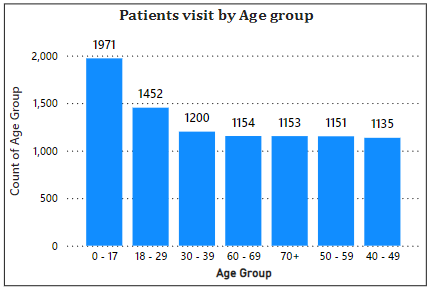 Patients visit by Age group
Count of Age Group
2,000
1,500
1,000
500
0
1971
1452
1200
1154
1153
1151
1135
0 - 17
18 - 29
30 - 39
60 - 69
70+
50 - 59
40 - 49
Age Group